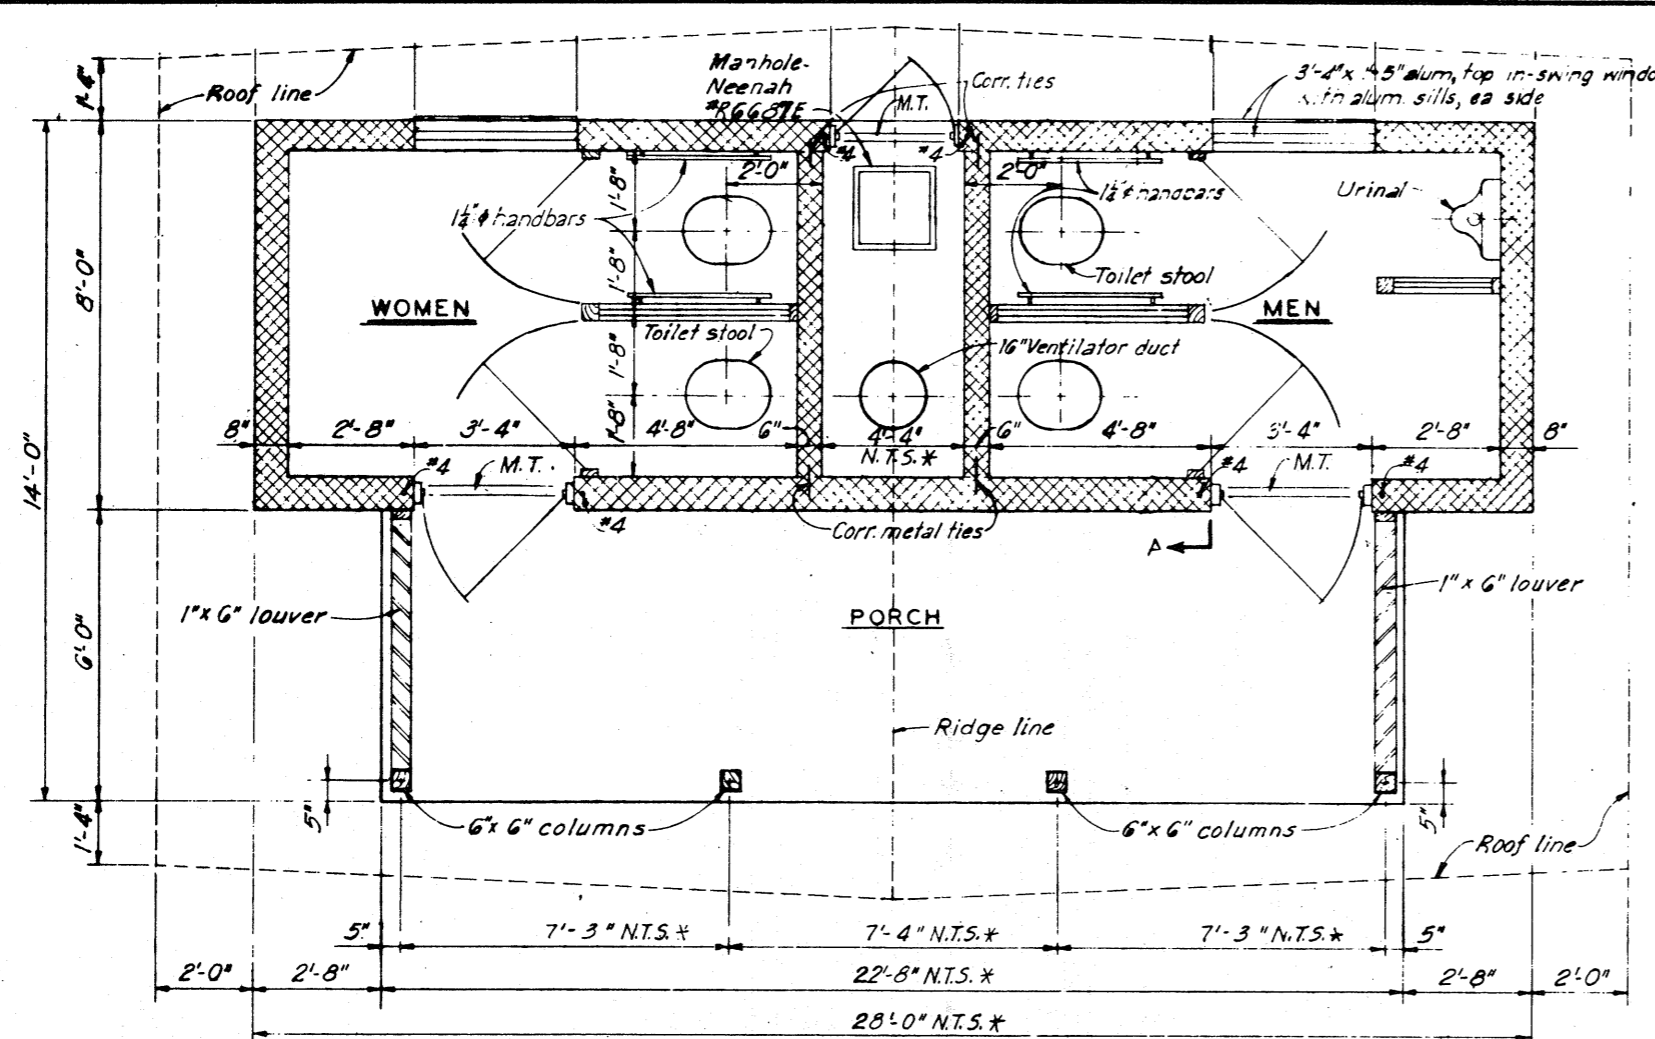 1'-4"
Roof line
Manhole-
Neenah
#R6687E
Corr. ties
M.T.
3'-4" x 5" alum, top in-swing
with alum. sills, ea side
#4
#4
2'-0"
2'-0"
1'-8"
1¼"ϕ handbars
1¼"ϕ handbars
Urinal
8'-0"
1'-8"
Toilet stool
WOMEN
MEN
Toilet stool
1'-8"
16" Ventilator duct
1'-8"
14'-0"
8"
2'-8"
3'-4"
4'-8"
6"
4'-4"
N.T.S.*
6"
4'-8"
3'-4"
2'-8"
8"
#4
M.T.
#4
#4
M.T.
#4
Corr. metal ties
A
1"x 6" louver
1"x 6" louver
PORCH
6'-0"
Ridge line
5"
5"
1'-4"
6"x 6" columns
6"x 6" columns
Roof line
5"
7'-3" N.T.S.*
7'-4" N.T.S.*
7'-3" N.T.S.*
5"
2'-0"
2'-8"
22'-8" N.T.S.*
2'-8"
2'-0"
28'-0" N.T.S.*